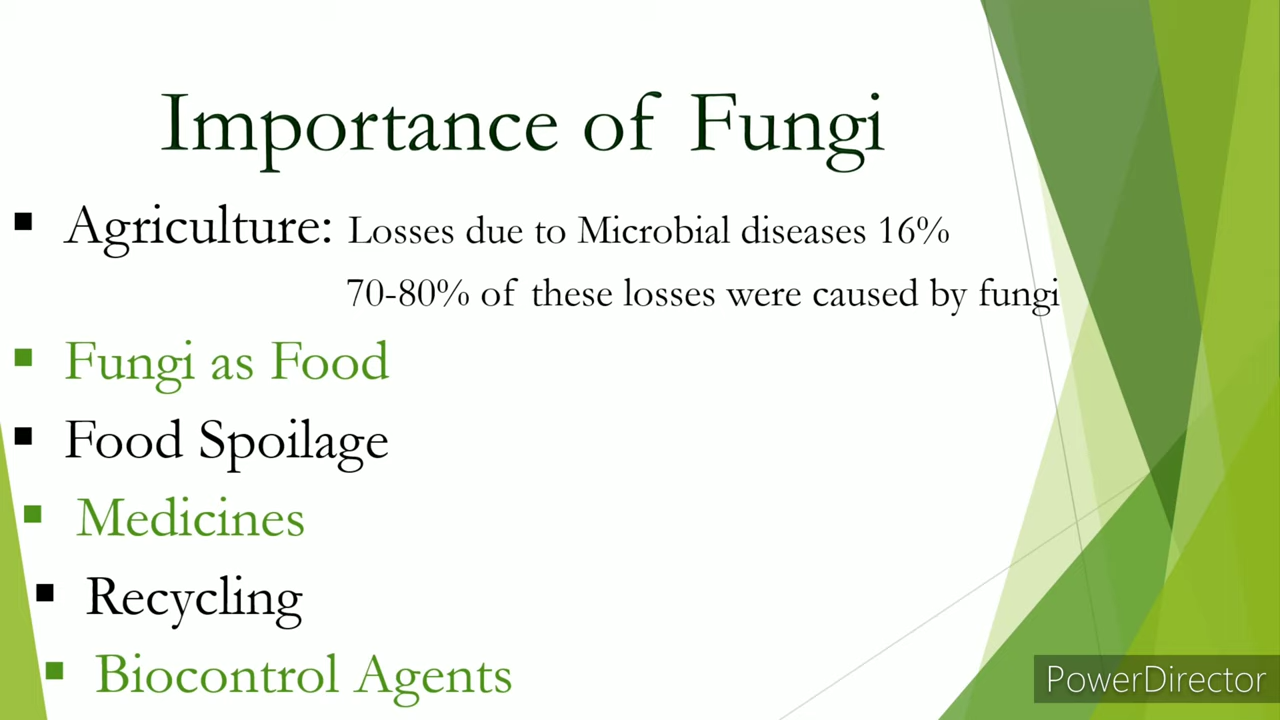 Importance of Fungi
▪ Agriculture: Losses due to Microbial diseases 16%
70-80% of these losses were caused by fungi
▪ Fungi as Food
▪ Food Spoilage
▪ Medicines
▪ Recycling
▪ Biocontrol Agents
PowerDirector